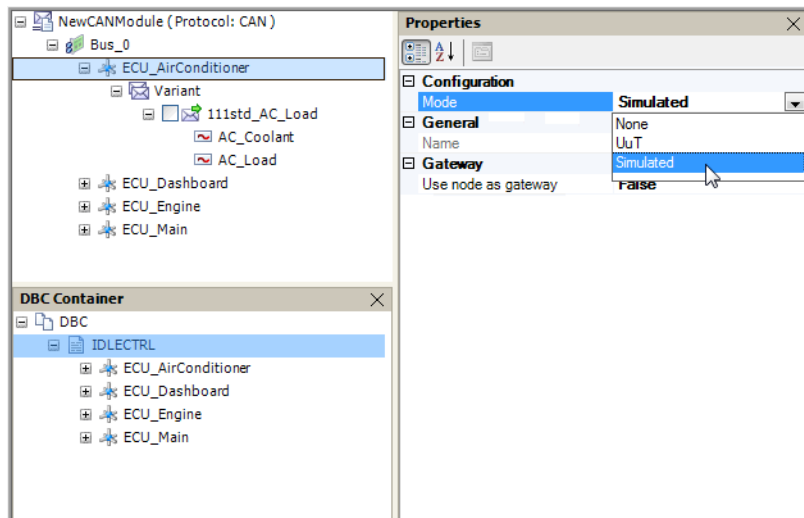 NewCANModule ( Protocol: CAN )
Bus_0
ECU_AirConditioner
Variant
111std_AC_Load
AC_Coolant
AC_Load
ECU_Dashboard
ECU_Engine
ECU_Main
DBC Container
DBC
IDLECTRL
ECU_AirConditioner
ECU_Dashboard
ECU_Engine
ECU_Main
Properties
Configuration
Mode Simulated
General None
Name UuT
Gateway Simulated
Use node as gateway False